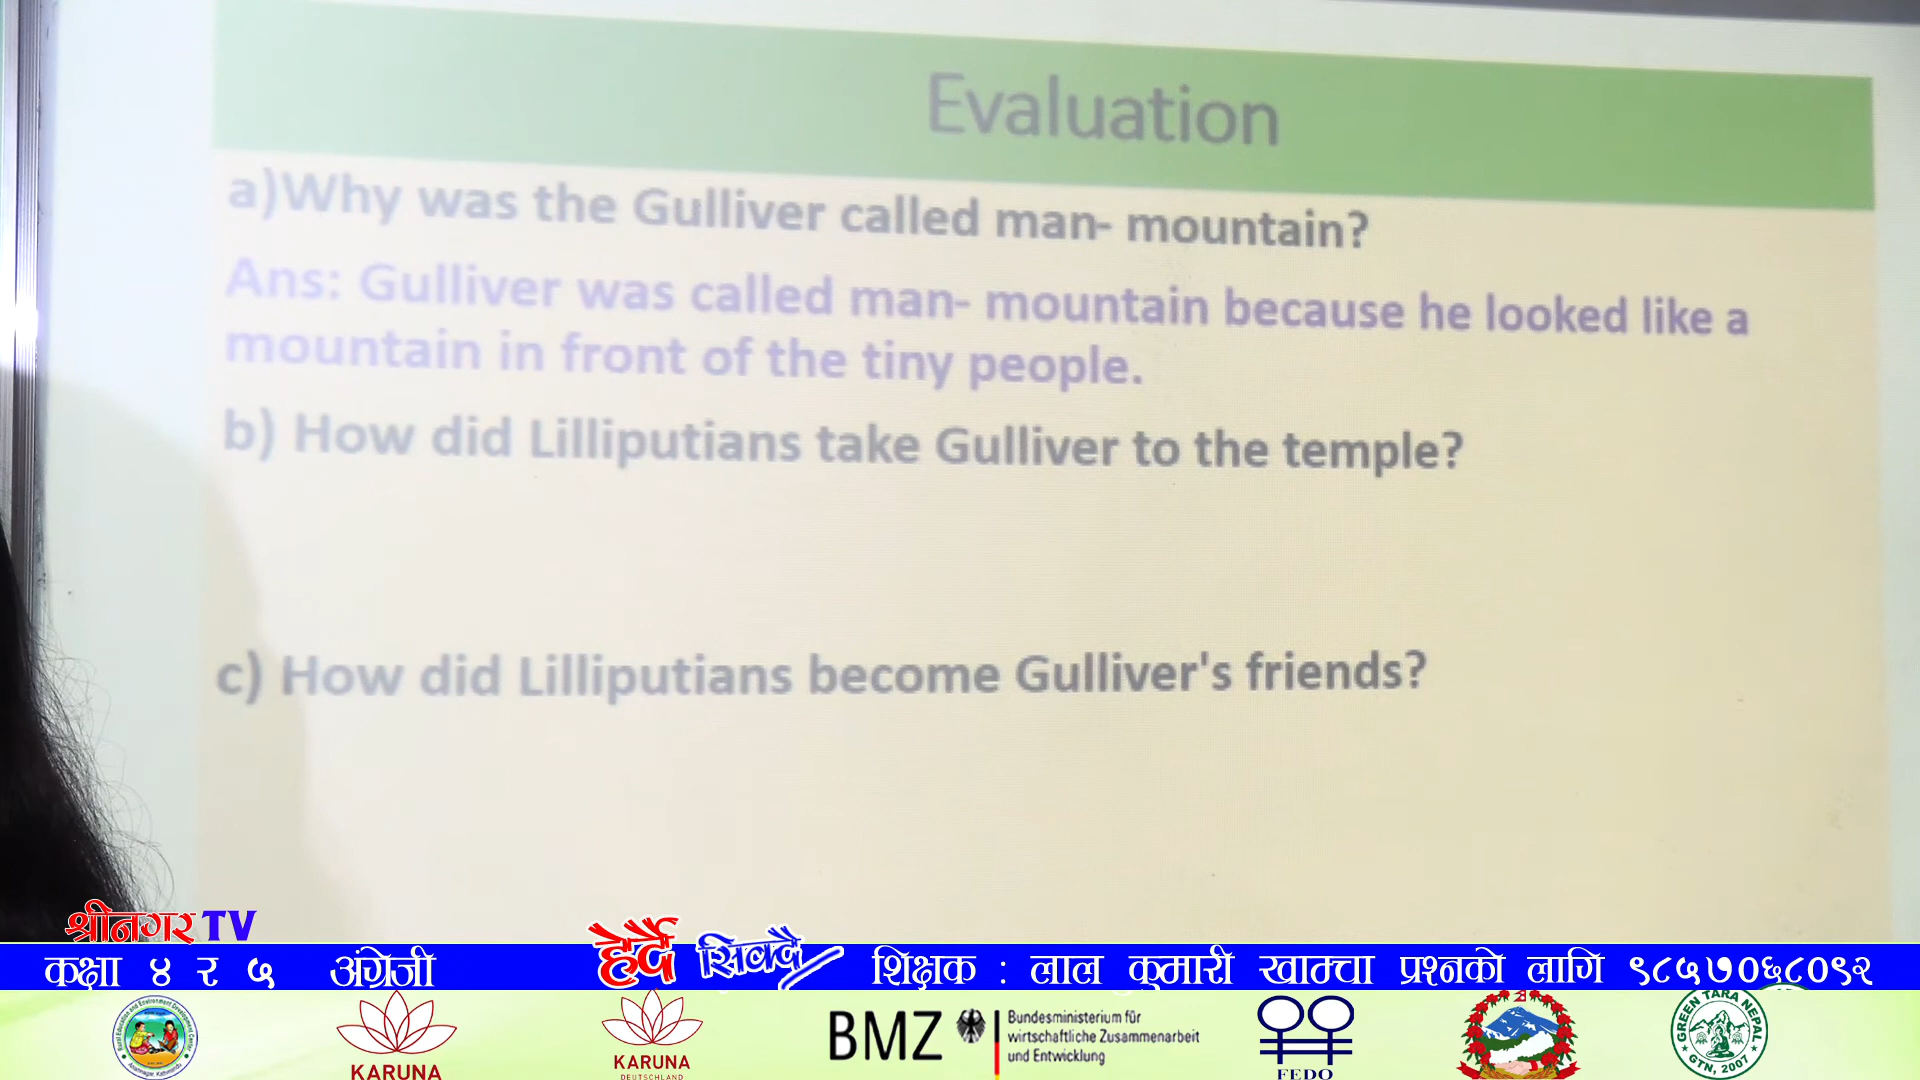 Evaluation
a)Why was the Gulliver called man- mountain?
Ans: Gulliver was called man- mountain because he looked like a
mountain in front of the tiny people.
b) How did Lilliputians take Gulliver to the temple?
c) How did Lilliputians become Gulliver's friends?
श्रीनगर TV
कक्षा ४ र ५ अंग्रेजी हेर्दै सिक्दै शिक्षक : लाल कुमारी खाम्चा प्रश्नको लागि ९८५७०६८०९२
KARUNA
KARUNA
DEUTSCHLAND
BMZ
Bundesministerium für
wirtschaftliche Zusammenarbeit
und Entwicklung
FEDO
GREEN TARA NEPAL
GTN, 2007